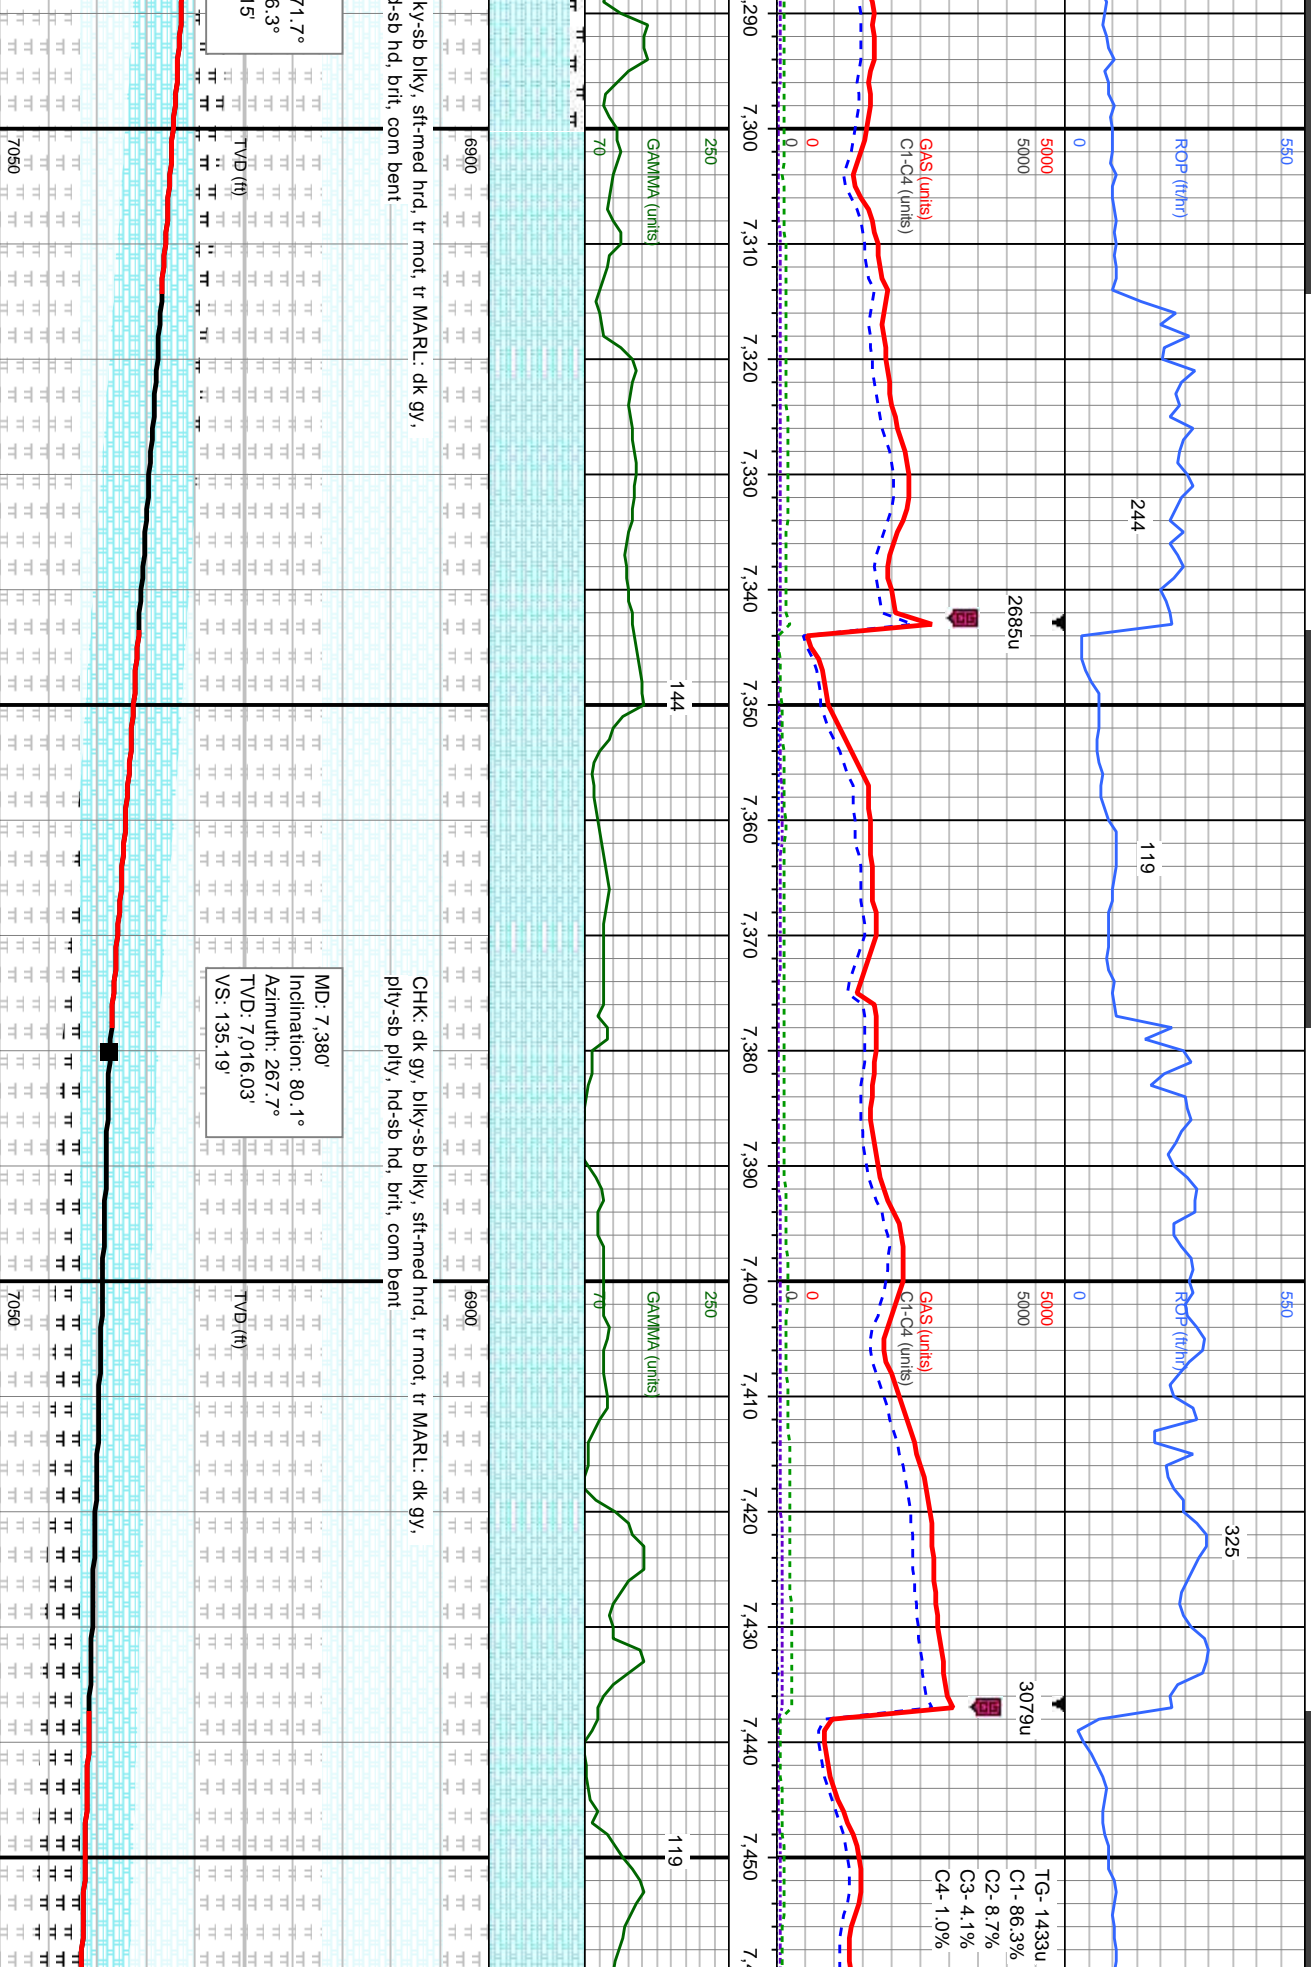 550
ROP (ft/hr)
0
550
ROP (ft/hr)
0
244
119
325
2685u
3079u
5000
5000
GAS (units)
C1-C4 (units)
0
0
5000
5000
GAS (units)
C1-C4 (units)
0
0
TG- 1433u
C1- 86.3%
C2- 8.7%
C3- 4.1%
C4- 1.0%
,290
7,300
7,310
7,320
7,330
7,340
7,350
7,360
7,370
7,380
7,390
7,400
7,410
7,420
7,430
7,440
7,450
7,4
250
GAMMA (units)
70
250
GAMMA (units)
70
144
119
6900
TVD (ft)
7050
6900
TVD (ft)
7050
ky-sb blky, sft-med hrd, tr mot, tr MARL: dk gy,
d-sb hd, brit, com bent
71.7°
6.3°
15'
CHK: dk gy, blky-sb blky, sft-med hrd, tr mot, tr MARL: dk gy,
plty-sb plty, hd-sb hd, brit, com bent
MD: 7,380'
Inclination: 80.1°
Azimuth: 267.7°
TVD: 7,016.03'
VS: 135.19'